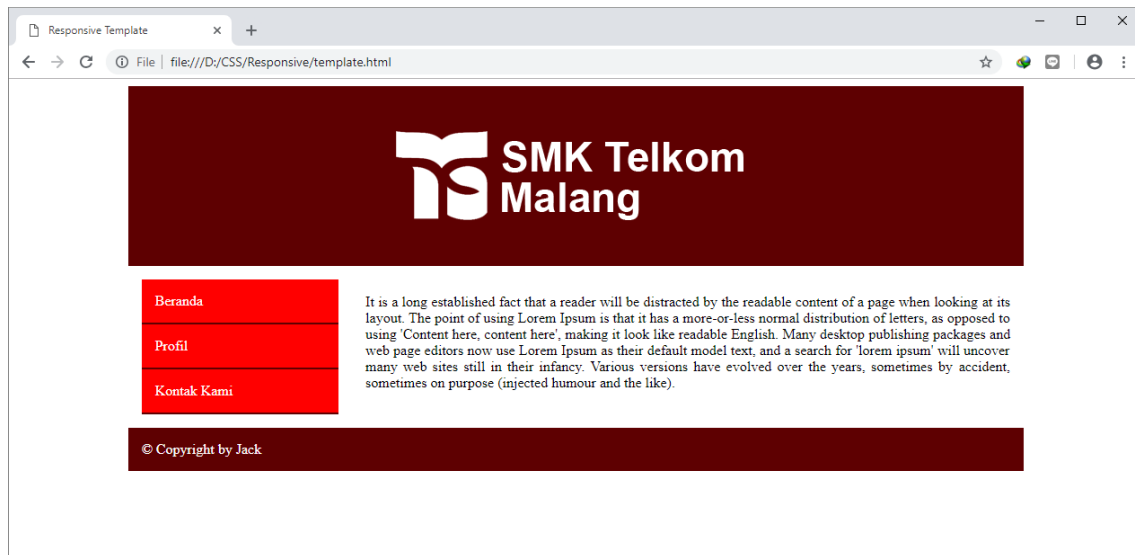 Responsive Template
File | file:///D:/CSS/Responsive/template.html
SMK Telkom
Malang
Beranda
Profil
Kontak Kami
It is a long established fact that a reader will be distracted by the readable content of a page when looking at its
layout. The point of using Lorem Ipsum is that it has a more-or-less normal distribution of letters, as opposed to
using 'Content here, content here', making it look like readable English. Many desktop publishing packages and
web page editors now use Lorem Ipsum as their default model text, and a search for 'lorem ipsum' will uncover
many web sites still in their infancy. Various versions have evolved over the years, sometimes by accident,
sometimes on purpose (injected humour and the like).
© Copyright by Jack